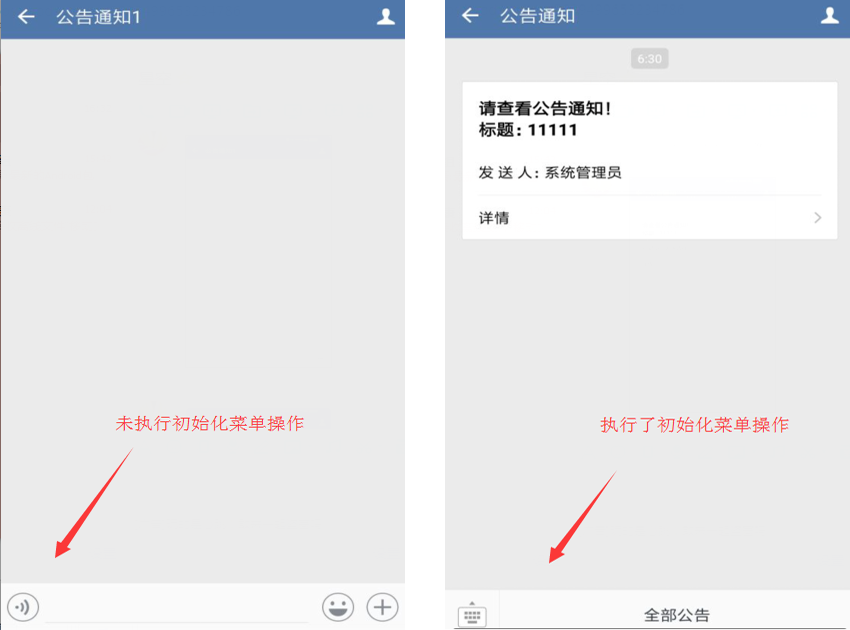 公告通知1
未执行初始化菜单操作
公告通知
6:30
请查看公告通知!
标题: 11111
发 送 人: 系统管理员
详情
执行了初始化菜单操作
全部公告